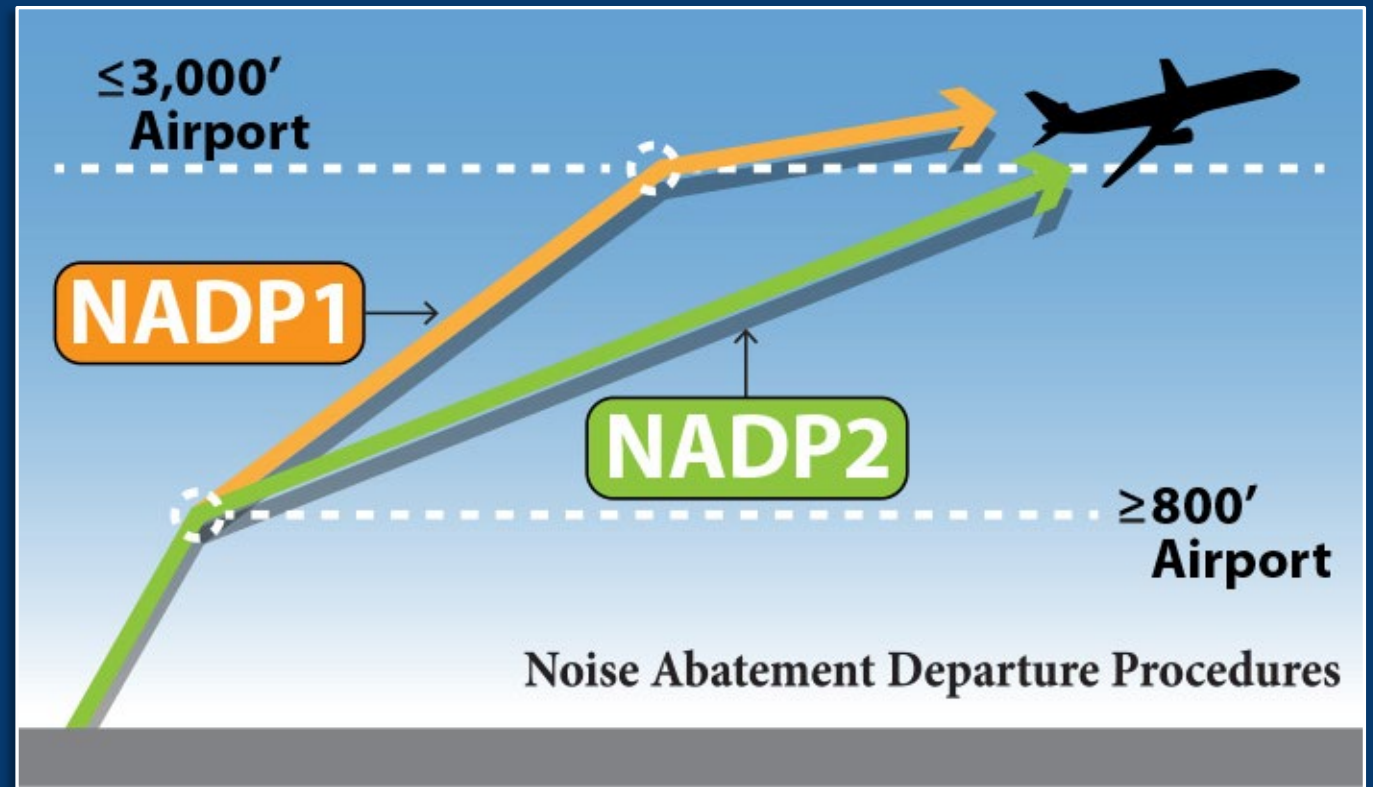 ≤3,000′
Airport
NADP1
NADP2
≥800′
Airport
Noise Abatement Departure Procedures